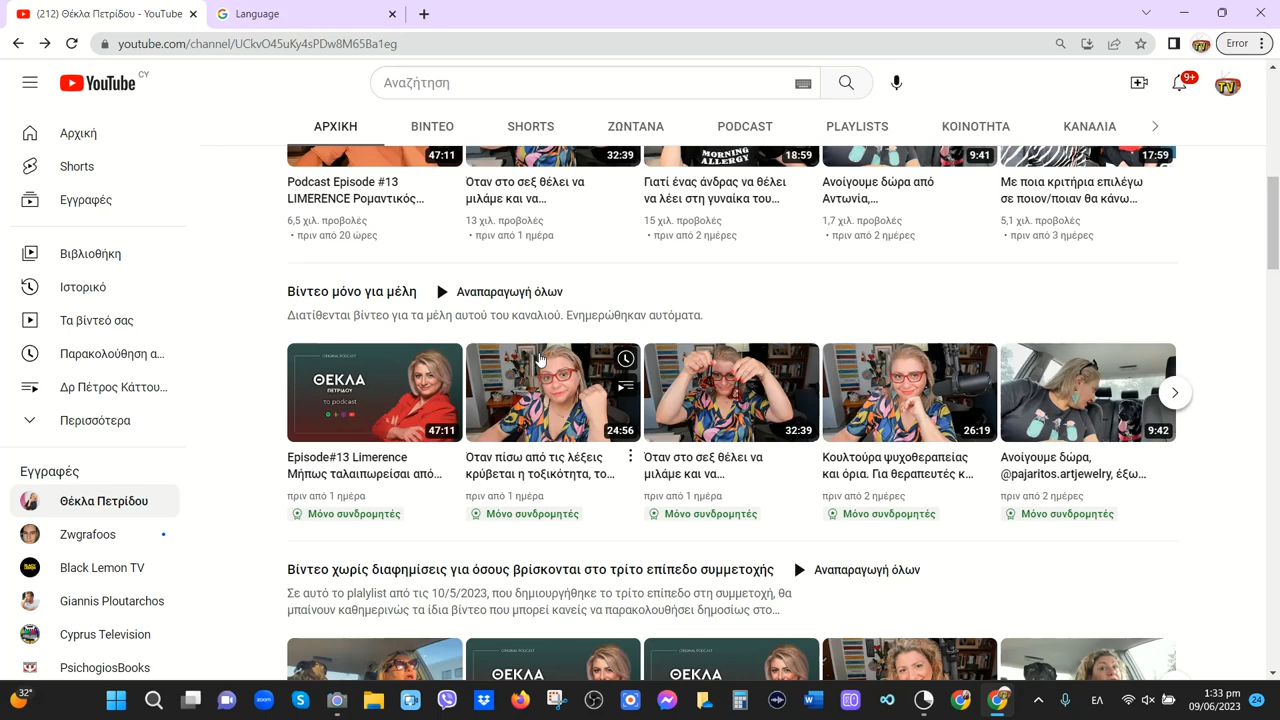 (212) Θέκλα Πετρίδου - YouTube
Language
youtube.com/channel/UCkvO45uKy4sPDw8M65Ba1eg
Error
YouTube CY
Αναζήτηση
9+
TV
ΑΡΧΙΚΗ ΒΙΝΤΕΟ SHORTS ΖΩΝΤΑΝΑ PODCAST PLAYLISTS ΚΟΙΝΟΤΗΤΑ ΚΑΝΑΛΙΑ
Αρχική
Shorts
Εγγραφές
Βιβλιοθήκη
Ιστορικό
Τα βίντεό σας
Παρακολούθηση α...
Δρ Πέτρος Κάττου...
Περισσότερα
Εγγραφές
Θέκλα Πετρίδου
Zwgrafoos
Black Lemon TV
Giannis Ploutarchos
Cyprus Television
PsichogiosBooks
47:11
32:39
MORNING
ALLERGY
18:59
9:41
17:59
Podcast Episode #13
LIMERENCE Ρομαντικός...
6,5 χιλ. προβολές
• πριν από 20 ώρες
Όταν στο σεξ θέλει να
μιλάμε και να...
13 χιλ. προβολές
• πριν από 1 ημέρα
Γιατί ένας άνδρας να θέλει
να λέει στη γυναίκα του...
15 χιλ. προβολές
• πριν από 2 ημέρες
Ανοίγουμε δώρα από
Αντωνία,...
1,7 χιλ. προβολές
• πριν από 2 ημέρες
Με ποια κριτήρια επιλέγω
σε ποιον/ποιαν θα κάνω...
5,1 χιλ. προβολές
• πριν από 3 ημέρες
Βίντεο μόνο για μέλη Αναπαραγωγή όλων
Διατίθενται βίντεο για τα μέλη αυτού του καναλιού. Ενημερώθηκαν αυτόματα.
ORIGINAL PODCAST
ΘΕΚΛΑ
ΠΕΤΡΙΔΟΥ
το podcast
47:11
24:56
32:39
26:19
9:42
Episode#13 Limerence
Μήπως ταλαιπωρείσαι από...
πριν από 1 ημέρα
Μόνο συνδρομητές
Όταν πίσω από τις λέξεις
κρύβεται η τοξικότητα, το...
πριν από 1 ημέρα
Μόνο συνδρομητές
Όταν στο σεξ θέλει να
μιλάμε και να...
πριν από 1 ημέρα
Μόνο συνδρομητές
Κουλτούρα ψυχοθεραπείας
και όρια. Για θεραπευτές κ...
πριν από 2 ημέρες
Μόνο συνδρομητές
Ανοίγουμε δώρα,
@pajaritos.artjewelry, έξω...
πριν από 2 ημέρες
Μόνο συνδρομητές
Βίντεο χωρίς διαφημίσεις για όσους βρίσκονται στο τρίτο επίπεδο συμμετοχής Αναπαραγωγή όλων
Σε αυτό το plalylist από τις 10/5/2023, που δημιουργήθηκε το τρίτο επίπεδο στη συμμετοχή, θα
μπαίνουν καθημερινώς τα ίδια βίντεο που μπορεί κανείς να παρακολουθήσει δημοσίως στο...
ΘΕΚΛΑ
ΘΕΚΛΑ
32°
zoom
ΕΛ
1:33 pm
09/06/2023
24